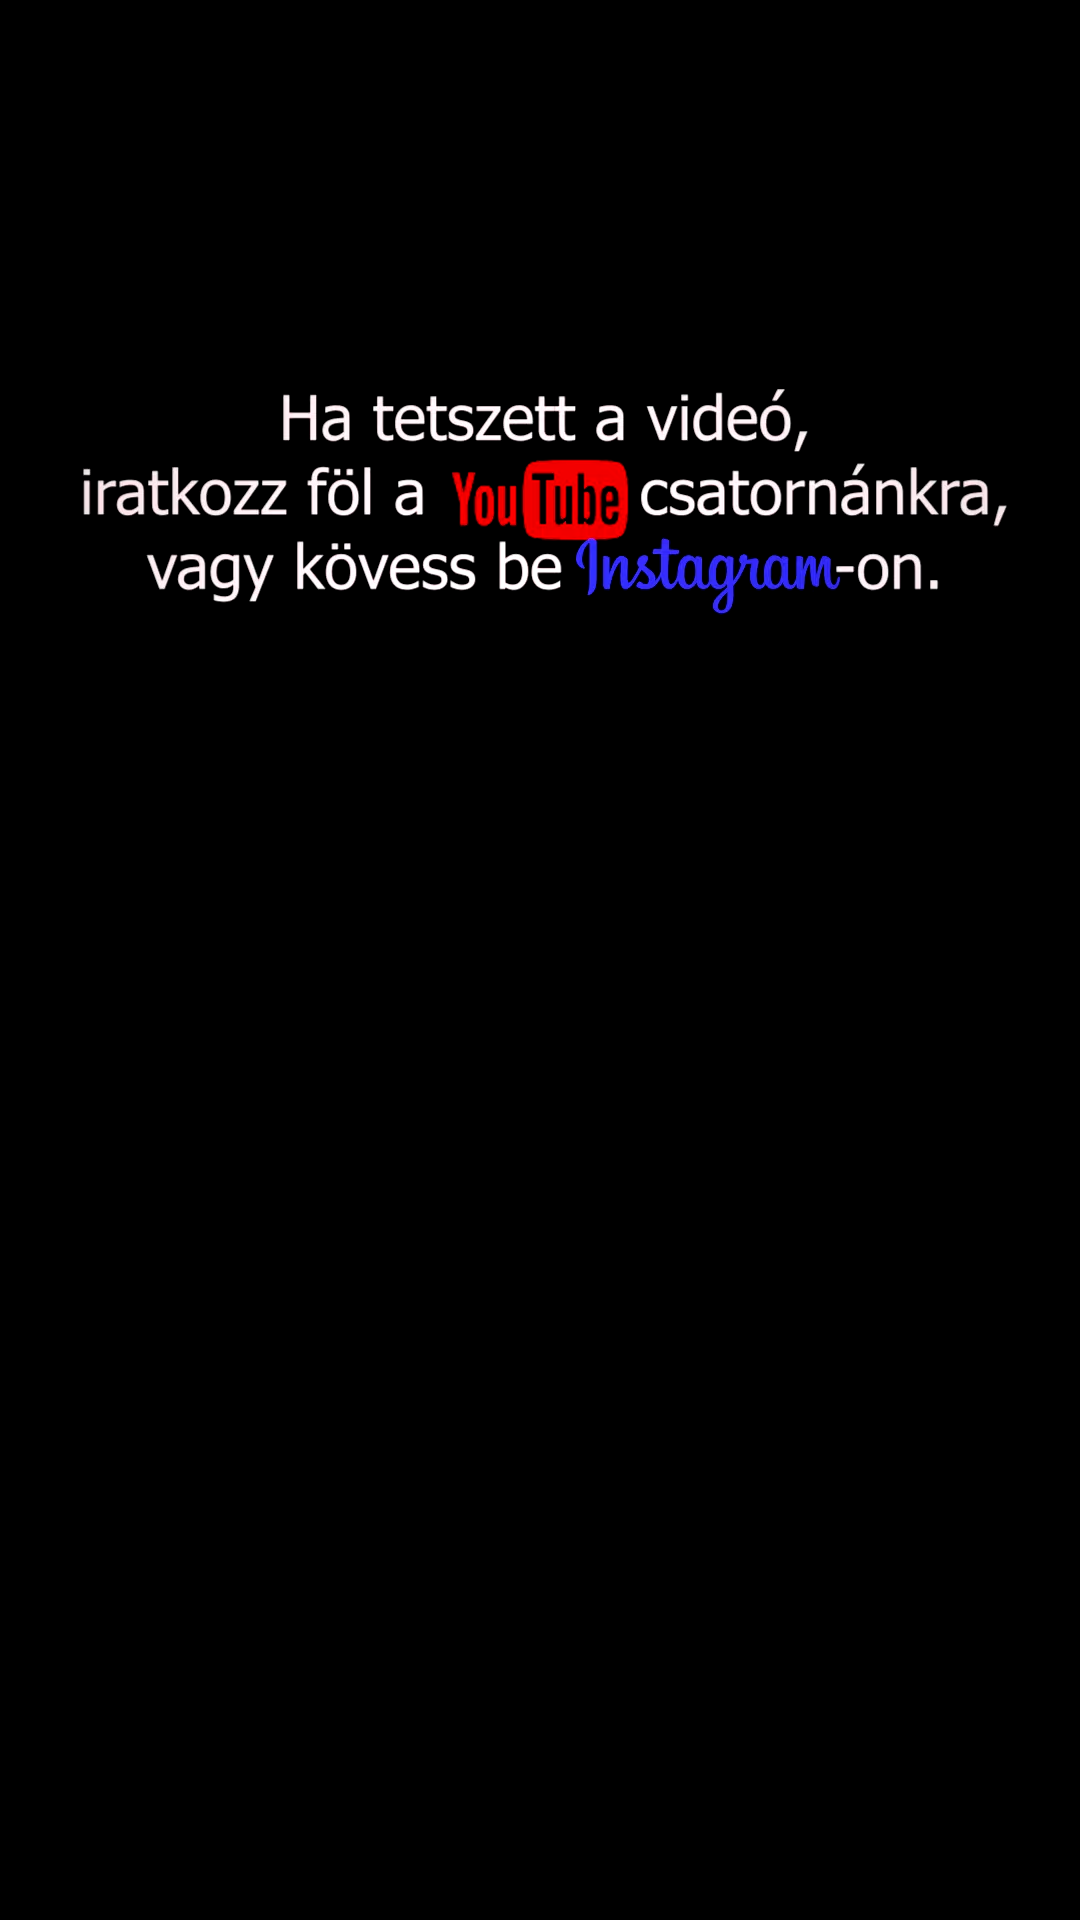 Ha tetszett a videó,
iratkozz föl a YouTube csatornánkra,
vagy kövess be Instagram-on.